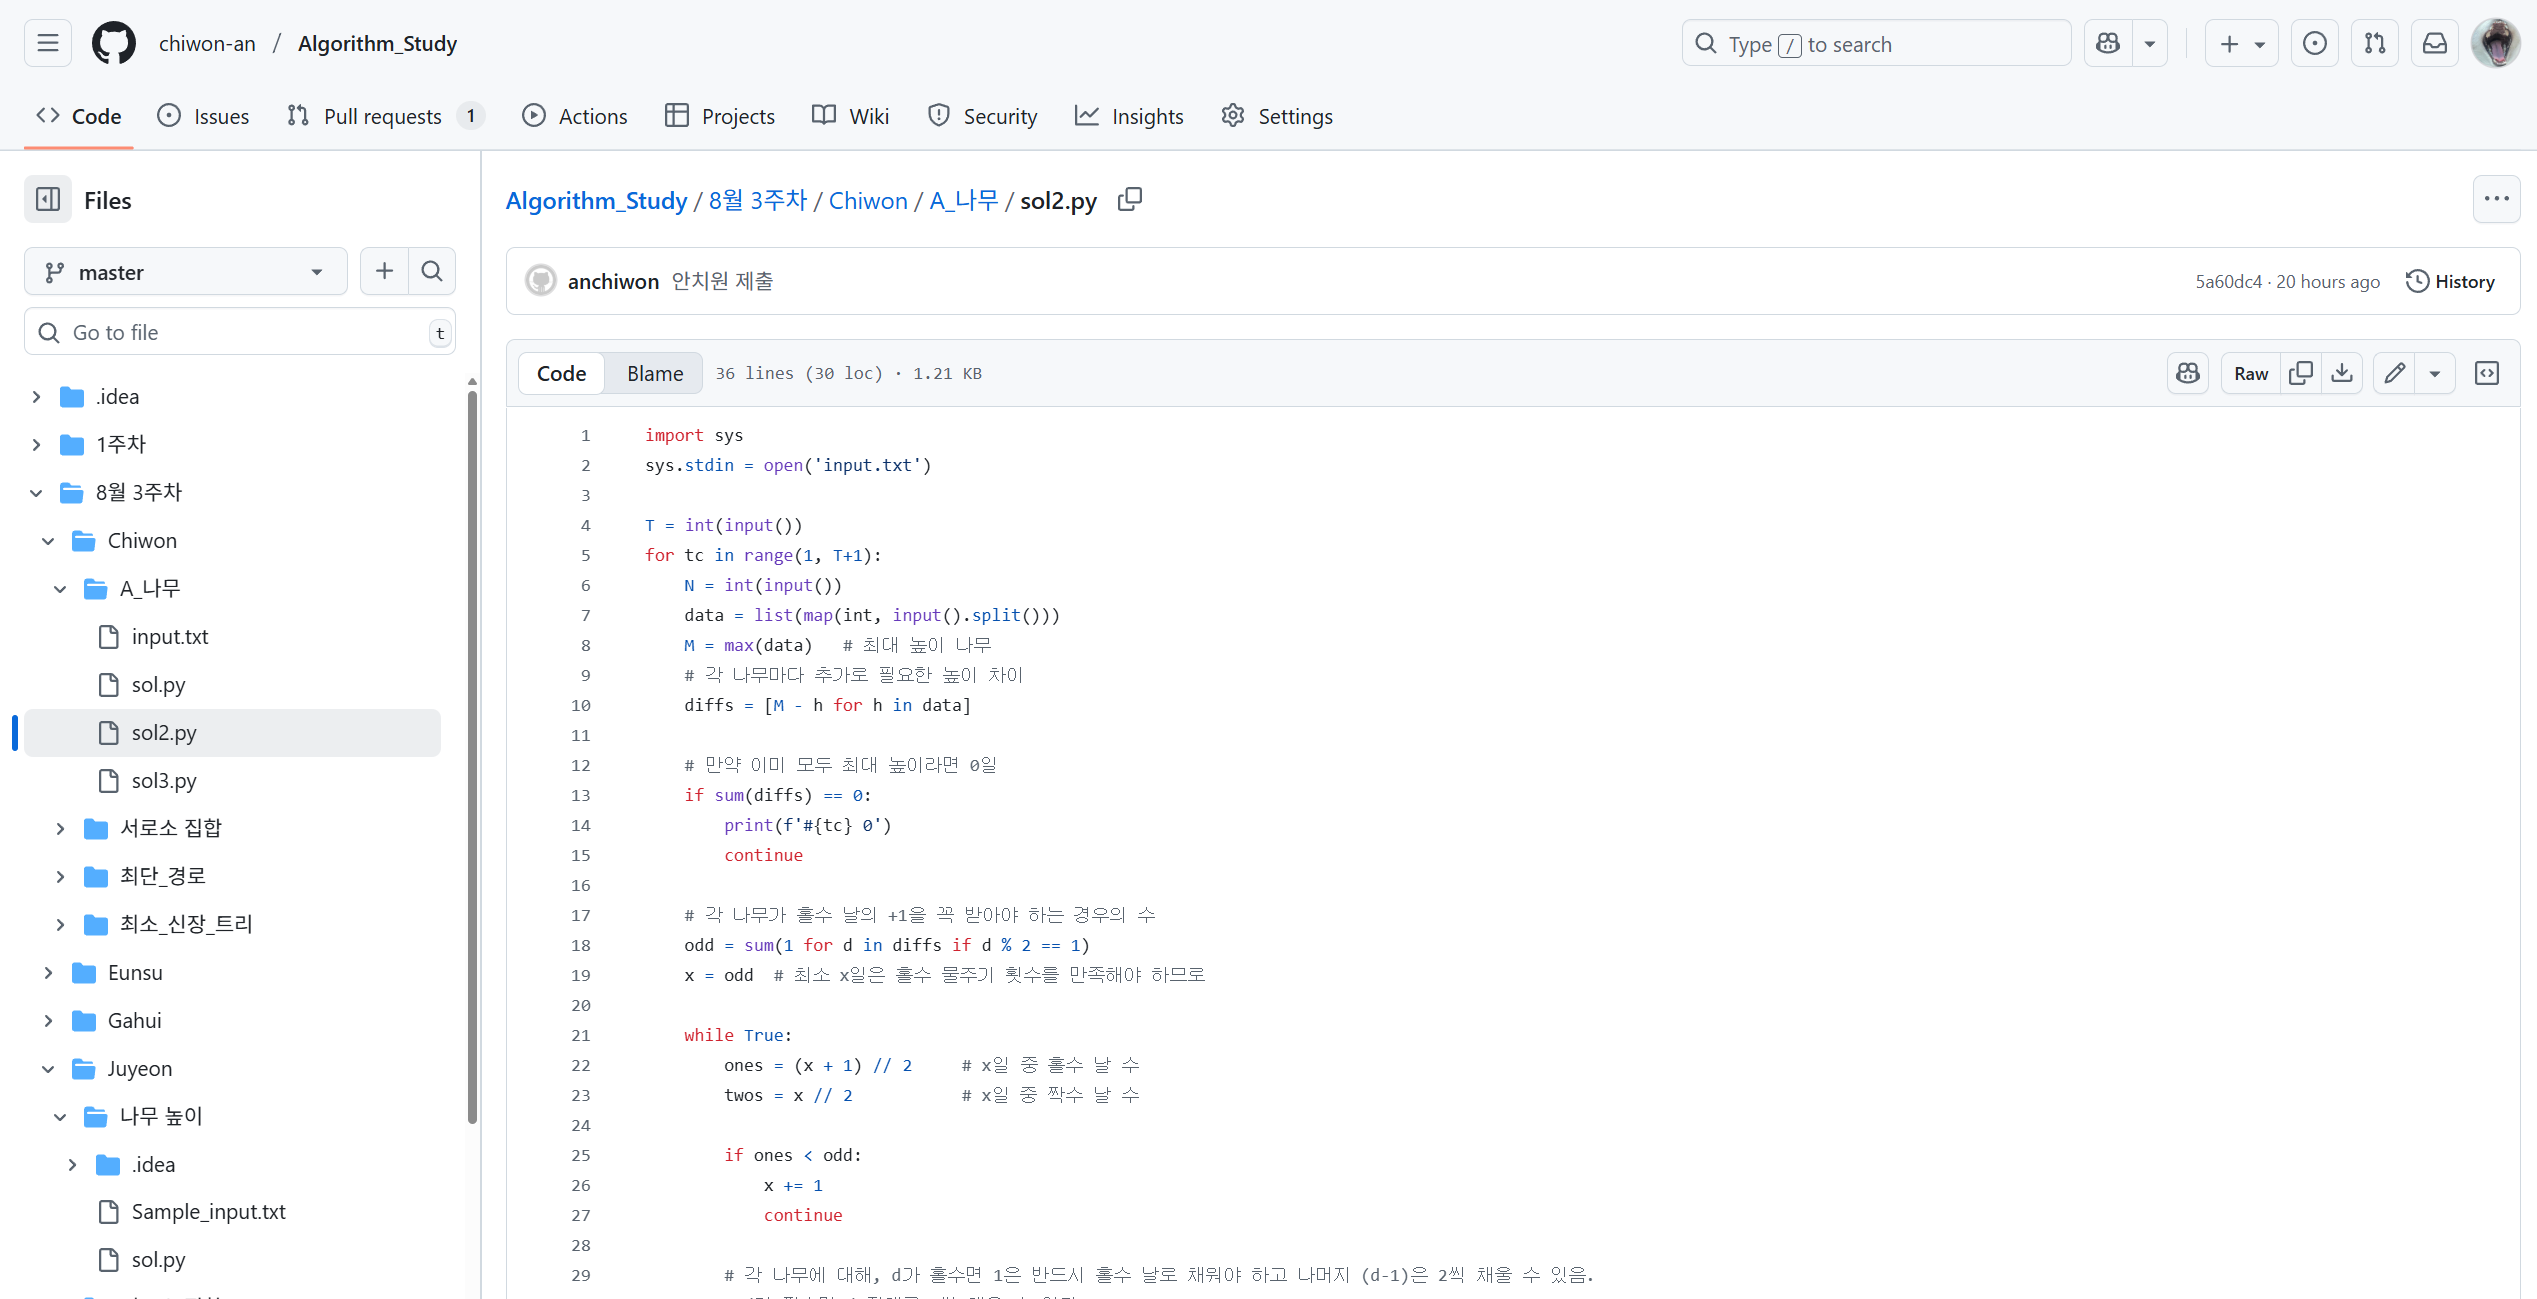 chiwon-an / Algorithm_Study
Type / to search
Code
Issues
Pull requests 1
Actions
Projects
Wiki
Security
Insights
Settings
Files
master
Go to file
t
.idea
1주차
8월 3주차
Chiwon
A_나무
input.txt
sol.py
sol2.py
sol3.py
서로소 집합
최단_경로
최소_신장_트리
Eunsu
Gahui
Juyeon
나무 높이
.idea
Sample_input.txt
sol.py
Algorithm_Study / 8월 3주차 / Chiwon / A_나무 / sol2.py
anchiwon 안치원 제출
5a60dc4 · 20 hours ago
History
Code
Blame
36 lines (30 loc) · 1.21 KB
Raw
1 import sys
2 sys.stdin = open('input.txt')
3
4 T = int(input())
5 for tc in range(1, T+1):
6     N = int(input())
7     data = list(map(int, input().split()))
8     M = max(data)   # 최대 높이 나무
9     # 각 나무마다 추가로 필요한 높이 차이
10     diffs = [M - h for h in data]
11
12     # 만약 이미 모두 최대 높이라면 0일
13     if sum(diffs) == 0:
14         print(f'#{tc} 0')
15         continue
16
17     # 각 나무가 홀수 날의 +1을 꼭 받아야 하는 경우의 수
18     odd = sum(1 for d in diffs if d % 2 == 1)
19     x = odd  # 최소 x일은 홀수 물주기 횟수를 만족해야 하므로
20
21     while True:
22         ones = (x + 1) // 2     # x일 중 홀수 날 수
23         twos = x // 2           # x일 중 짝수 날 수
24
25         if ones < odd:
26             x += 1
27             continue
28
29         # 각 나무에 대해, d가 홀수면 1은 반드시 홀수 날로 채워야 하고 나머지 (d-1)은 2씩 채울 수 있음.